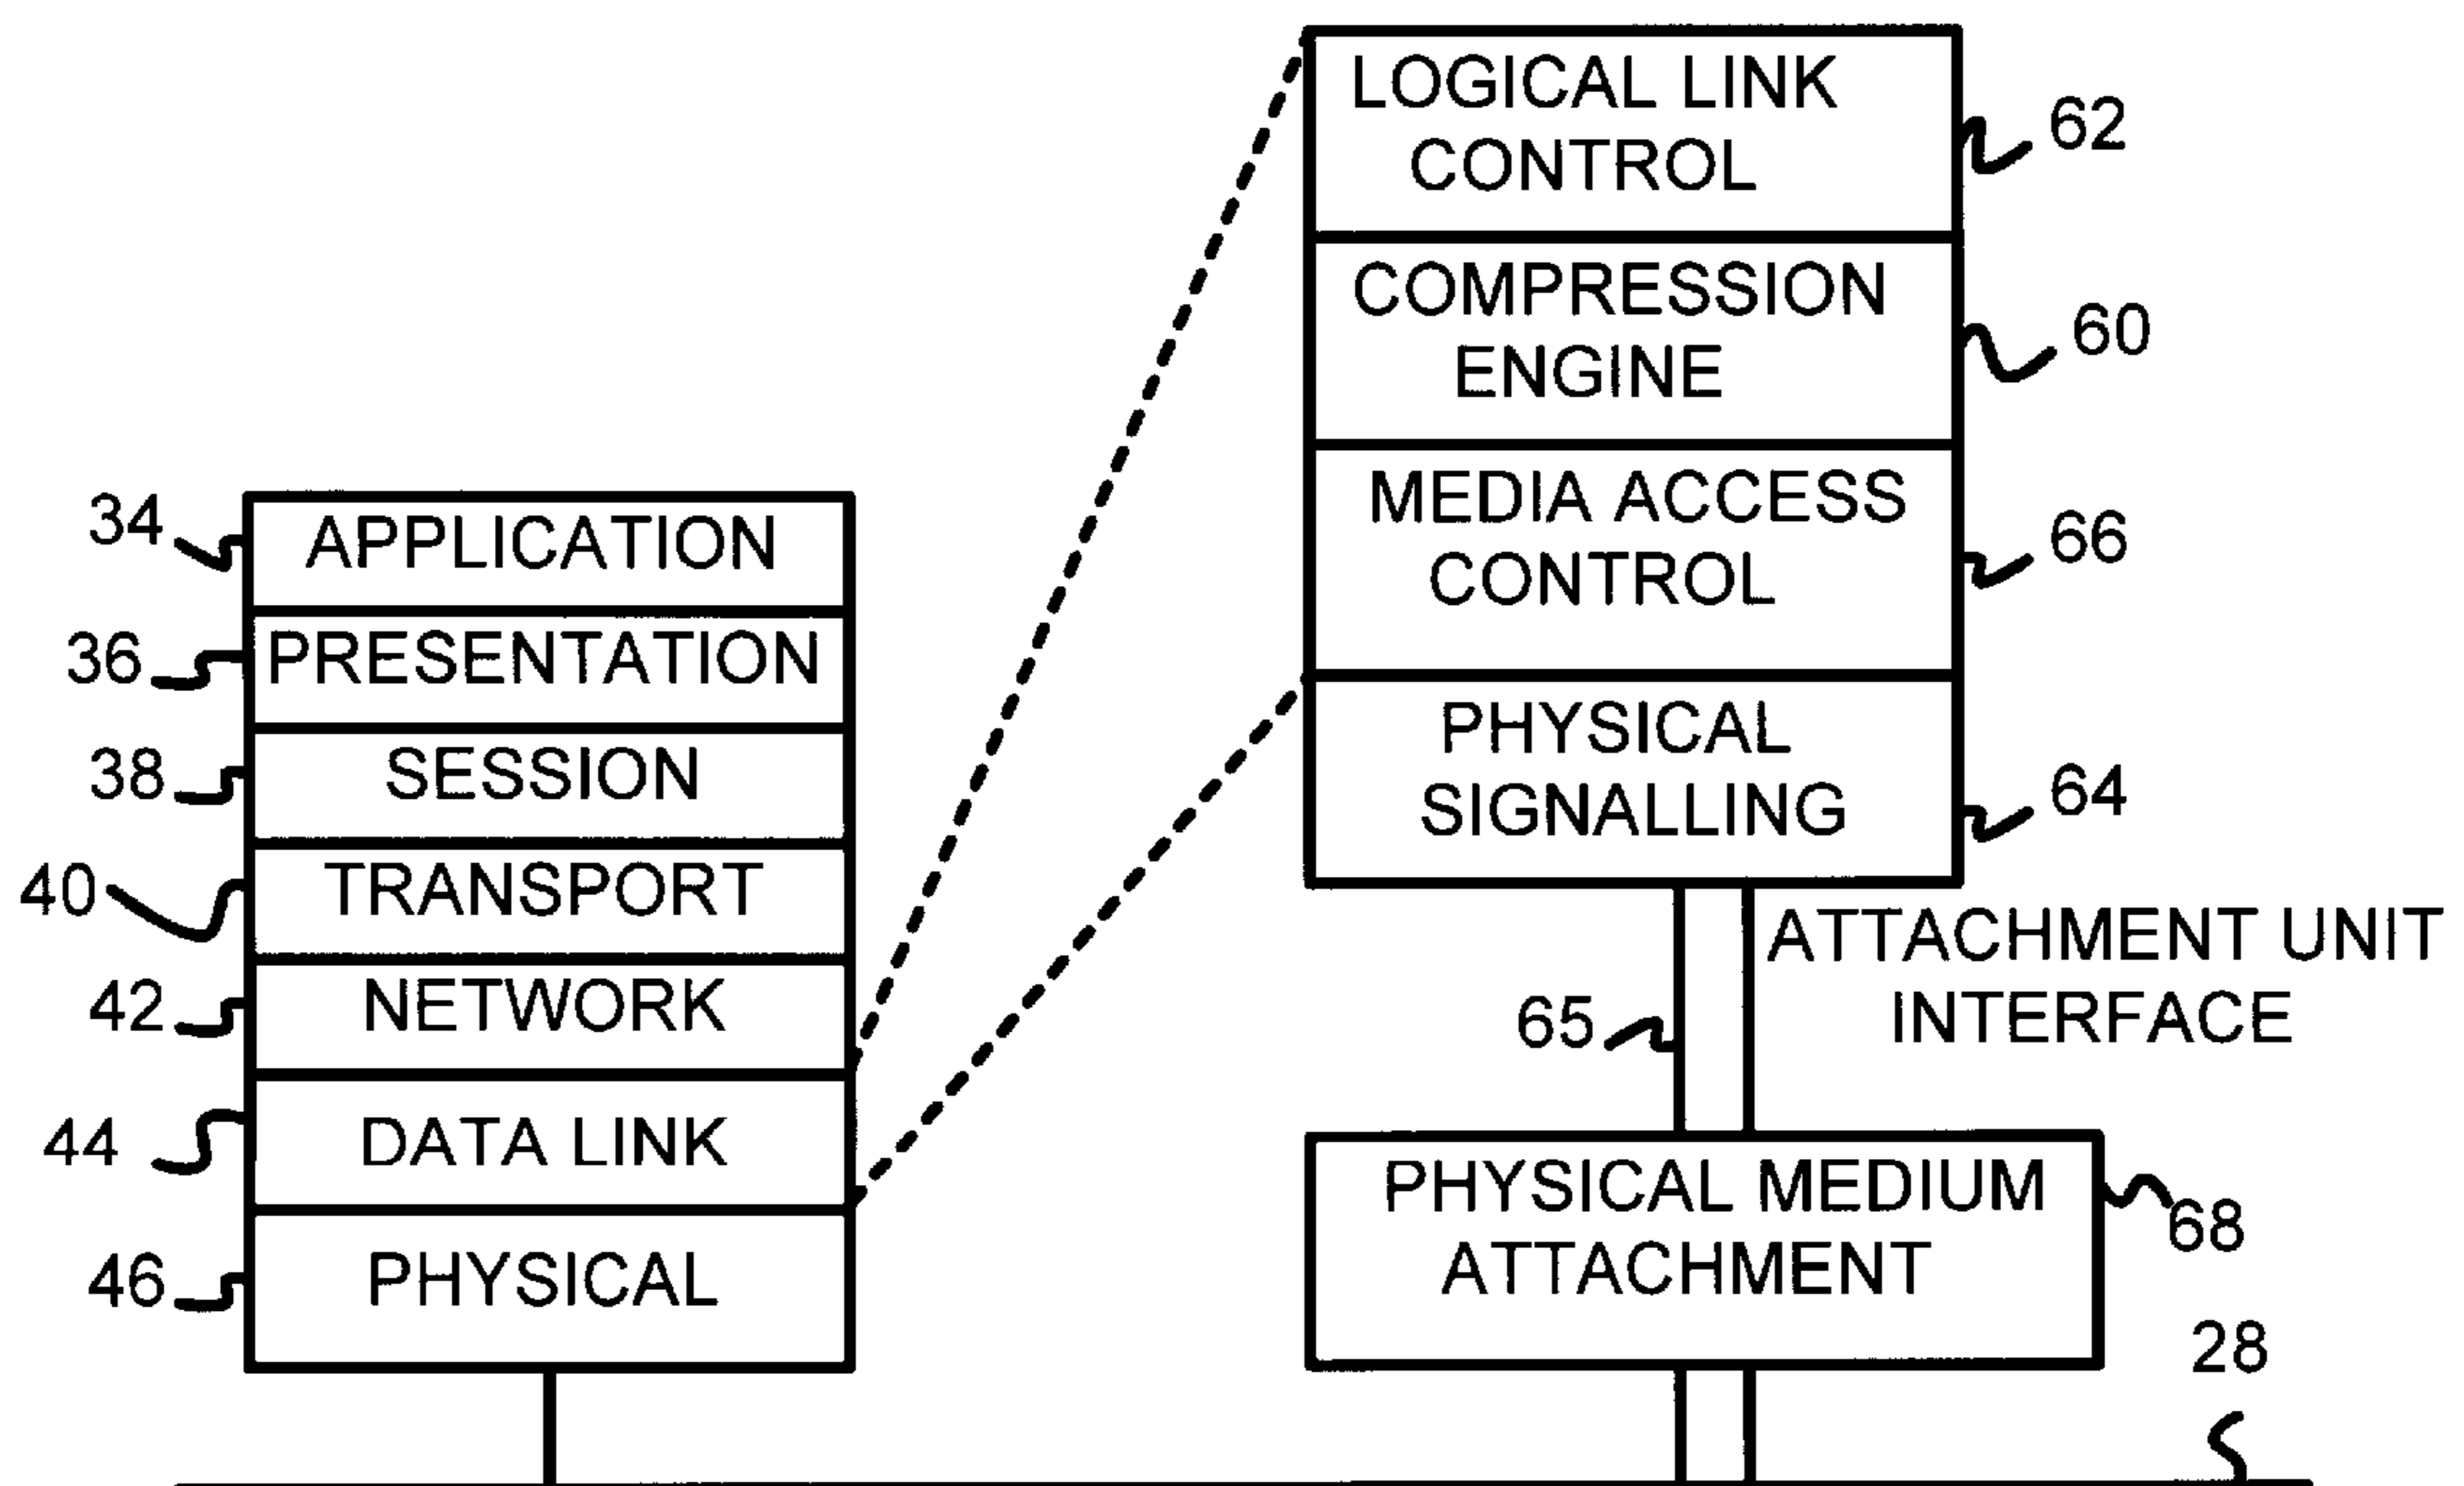 34
APPLICATION
36
PRESENTATION
38
SESSION
40
TRANSPORT
42
NETWORK
44
DATA LINK
46
PHYSICAL
LOGICAL LINK
CONTROL
62
COMPRESSION
ENGINE
60
MEDIA ACCESS
CONTROL
66
PHYSICAL
SIGNALLING
64
ATTACHMENT UNIT
INTERFACE
65
PHYSICAL MEDIUM
ATTACHMENT
68
28